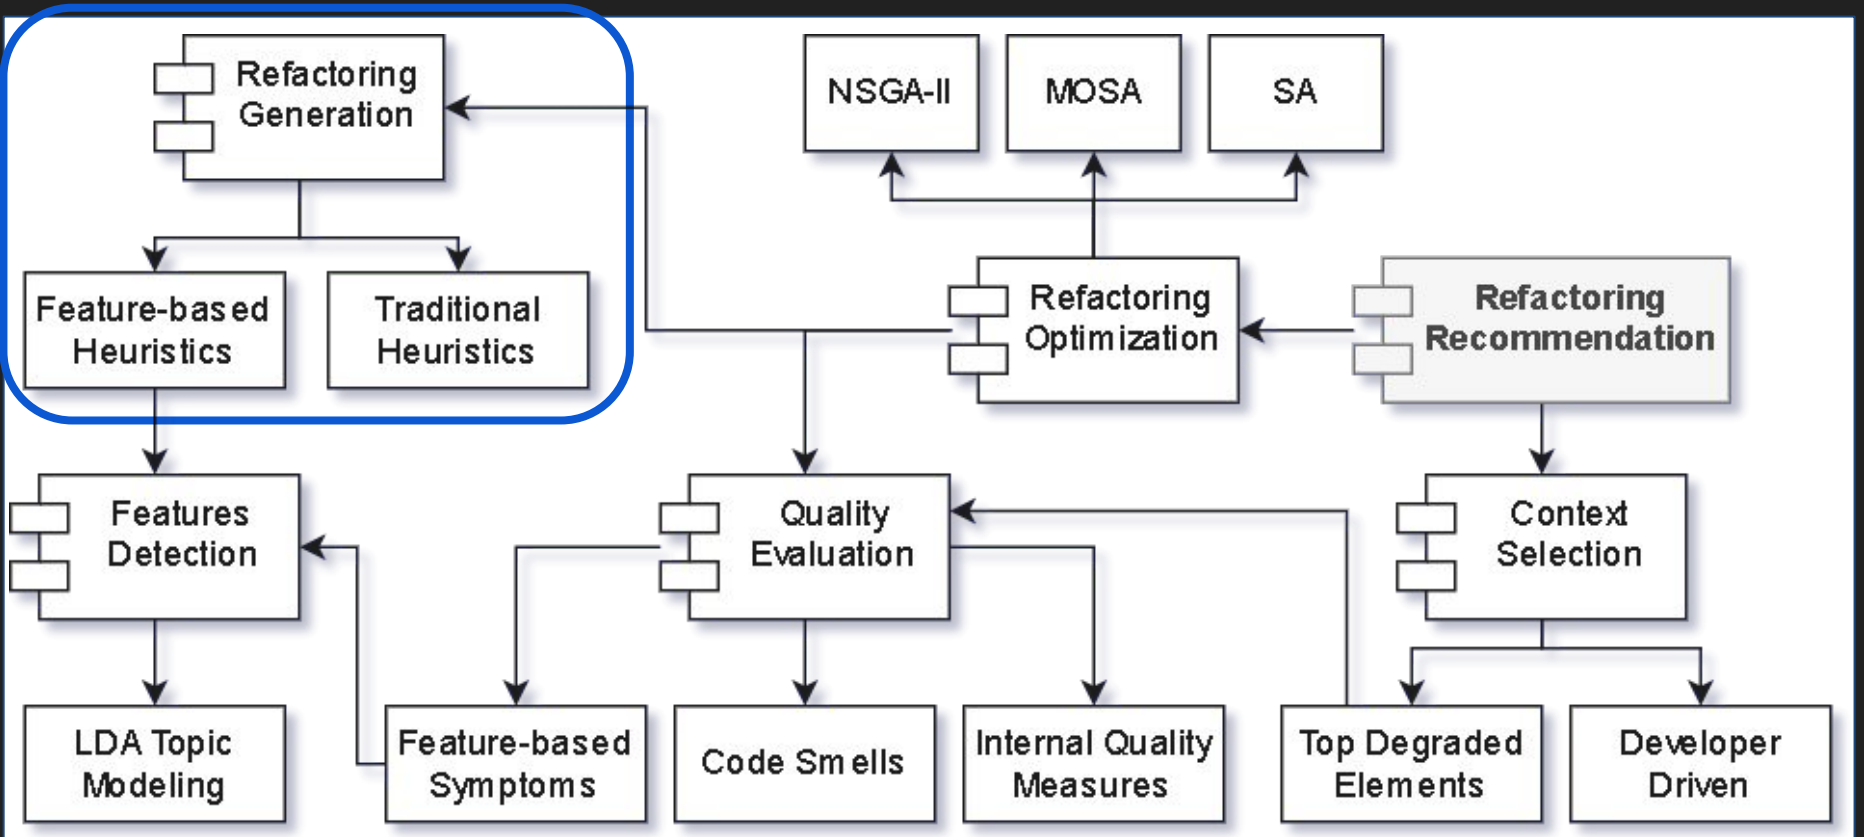 Refactoring
Generation
NSGA-II
MOSA
SA
Feature-based
Heuristics
Traditional
Heuristics
Refactoring
Optimization
Refactoring
Recommendation
Features
Detection
Quality
Evaluation
Context
Selection
LDA Topic
Modeling
Feature-based
Symptoms
Code Smells
Internal Quality
Measures
Top Degraded
Elements
Developer
Driven